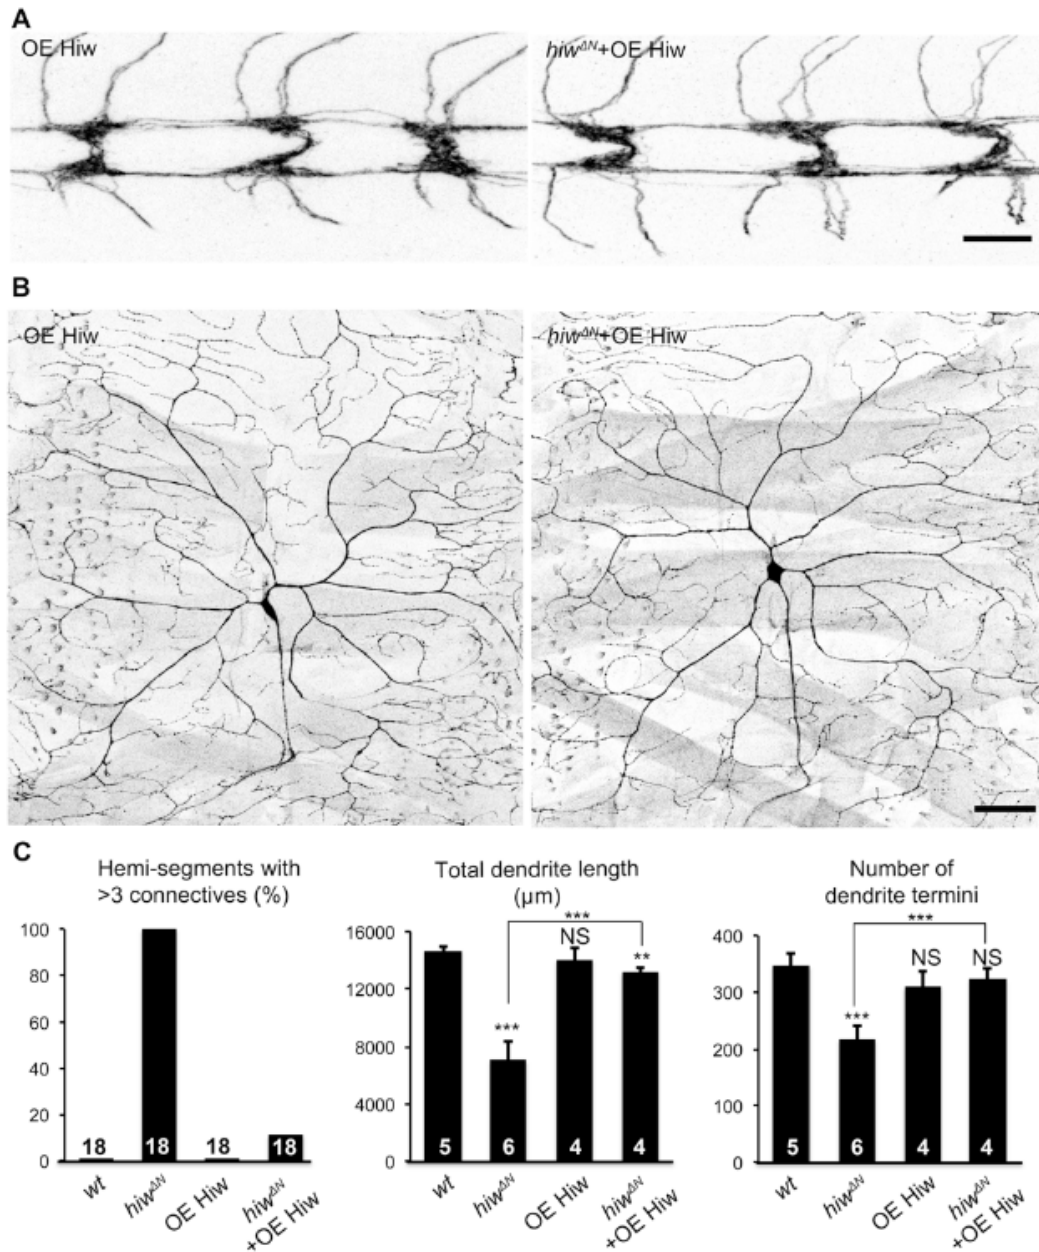 A
OE Hiw
hiwΔN+OE Hiw
B
OE Hiw
hiwΔN+OE Hiw
C
Hemi-segments with
>3 connectives (%)
100
80
60
40
20
0
18
18
18
18
wt
hiwΔN
OE Hiw
hiwΔN
+OE Hiw
Total dendrite length
(µm)
16000
12000
8000
4000
0
***
NS
**
***
5
6
4
4
wt
hiwΔN
OE Hiw
hiwΔN
+OE Hiw
Number of
dendrite termini
400
300
200
100
0
***
NS
NS
***
5
6
4
4
wt
hiwΔN
OE Hiw
hiwΔN
+OE Hiw